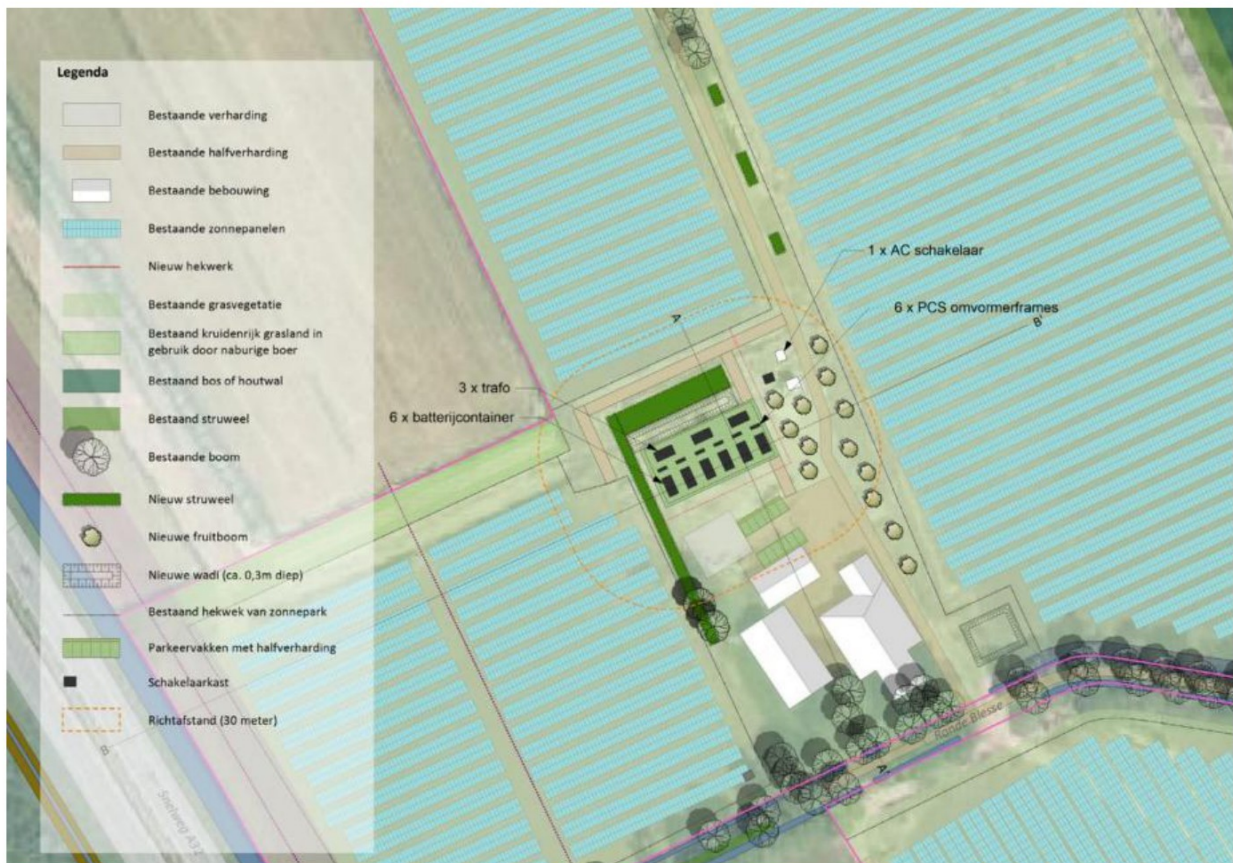 Legenda
Bestaande verharding
Bestaande halfverharding
Bestaande bebouwing
Bestaande zonnepanelen
Nieuw hekwerk
Bestaande grasvegetatie
Bestaand kruidenrijk grasland in
gebruik door naburige boer
Bestaand bos of houtwal
Bestaand struweel
Bestaande boom
Nieuw struweel
Nieuwe fruitboom
Nieuwe wadi (ca. 0,3m diep)
Bestaand hekwek van zonnepark
Parkeervakken met halfverharding
Schakelaarkast
Richtafstand (30 meter)
1 x AC schakelaar
6 x PCS omvormerframes
A
B'
3 x trafo
6 x batterijcontainer
B
Snelweg A32
Blesse
A'